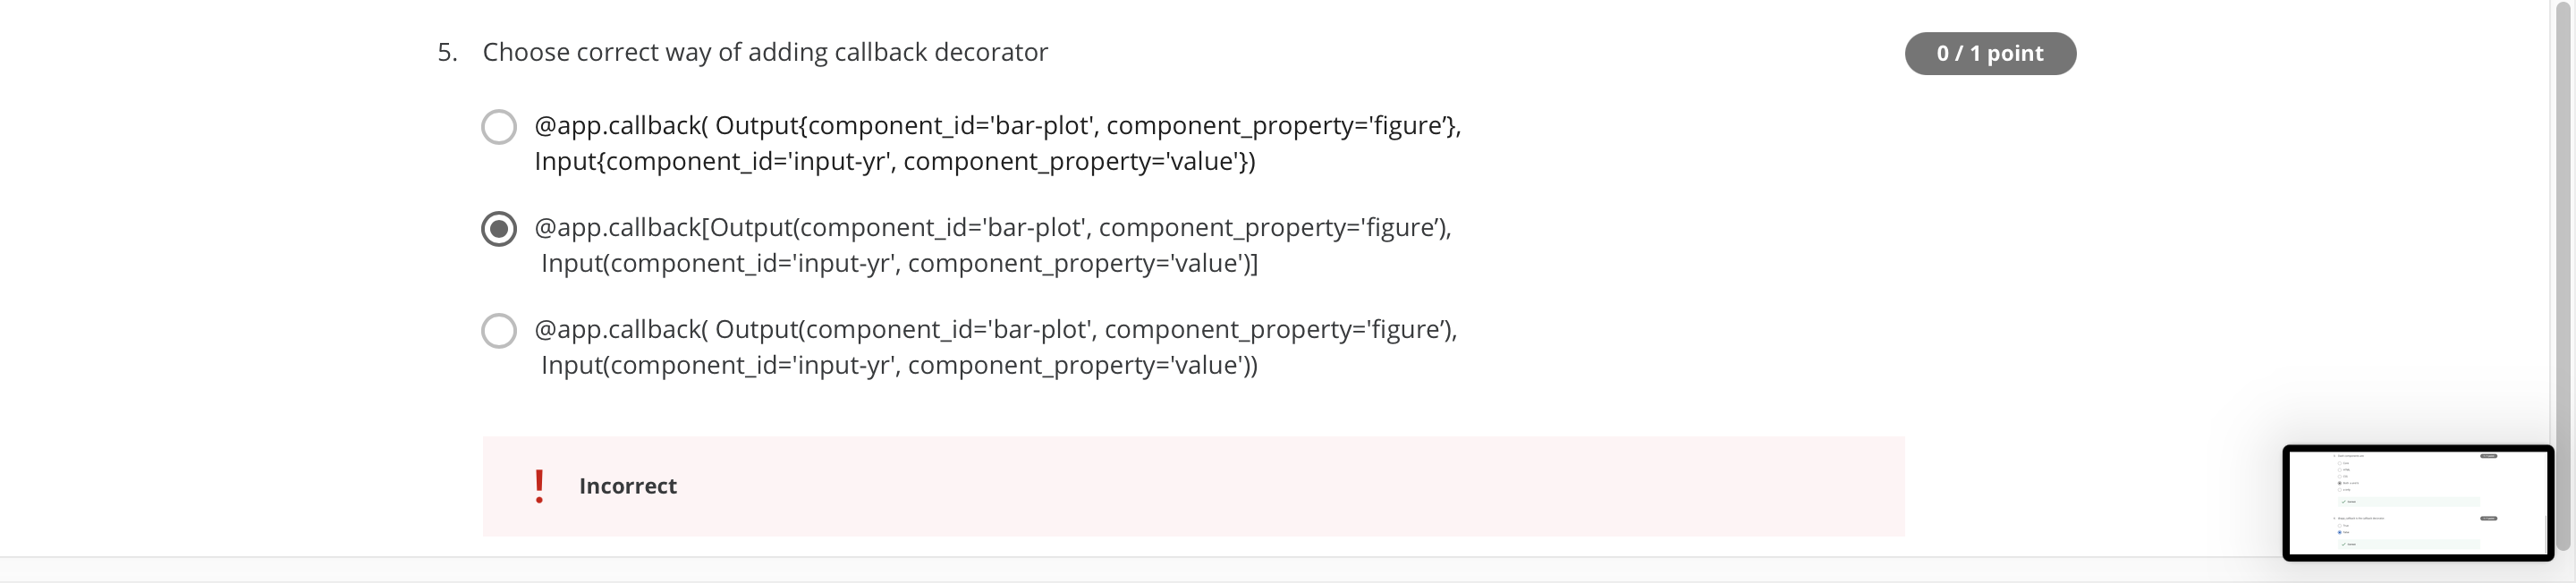 5. Choose correct way of adding callback decorator
0 / 1 point
@app.callback( Output{component_id='bar-plot', component_property='figure’},
Input{component_id='input-yr', component_property='value'})
@app.callback[Output(component_id='bar-plot', component_property='figure’),
Input(component_id='input-yr', component_property='value')]
@app.callback( Output(component_id='bar-plot', component_property='figure’),
Input(component_id='input-yr', component_property='value'))
! Incorrect